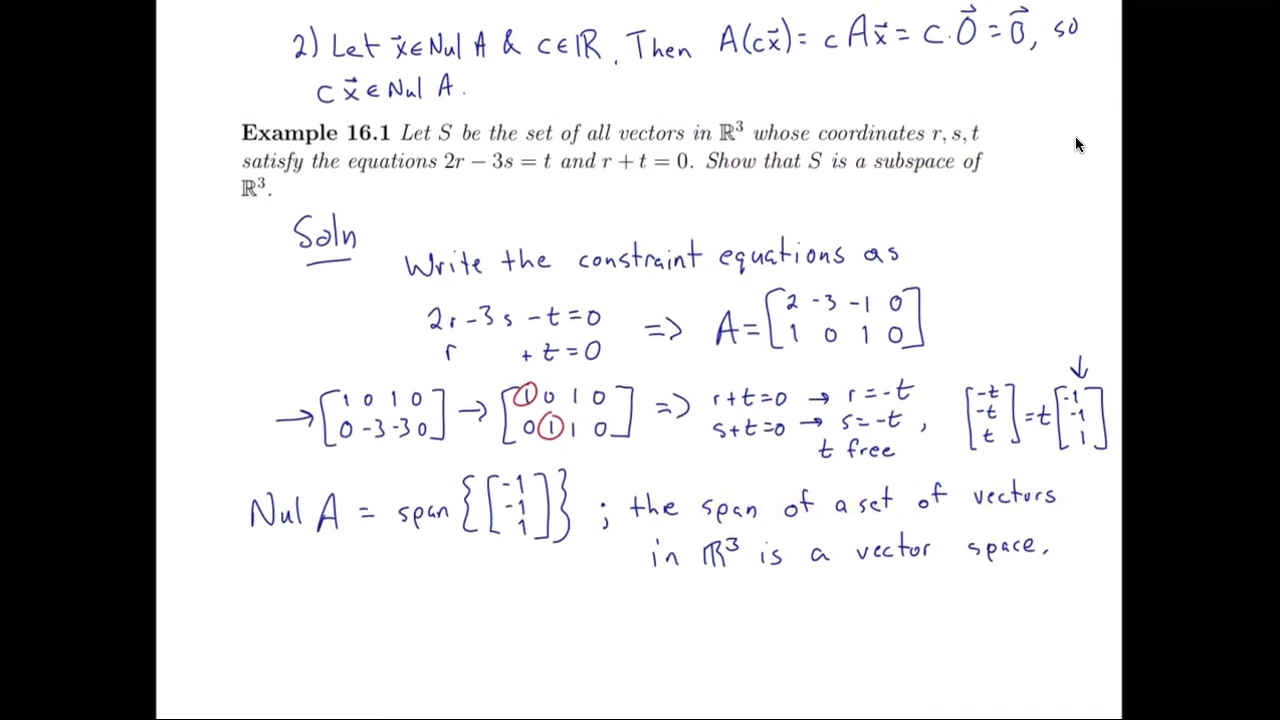 2) Let x⃗ ∈ Nul A & c ∈ ℝ. Then A(cx⃗) = cAx⃗ = c·0⃗ = 0⃗, so
cx⃗ ∈ Nul A.
Example 16.1 Let S be the set of all vectors in ℝ³ whose coordinates r, s, t
satisfy the equations 2r − 3s = t and r + t = 0. Show that S is a subspace of
ℝ³.
Soln
Write the constraint equations as
2r - 3s - t = 0 => A = [2 -3 -1 0
r + t = 0 1 0 1 0]
→ [1 0 1 0 → [1 0 1 0 => r+t=0 → r=-t [-t -t t] = t[-1 -1 1] ↓
0 -3 -3 0] 0 1 1 0] s+t=0 → s=-t,
t free
Nul A = span {[-1 -1 1]} ; the span of a set of vectors
in ℝ³ is a vector space.